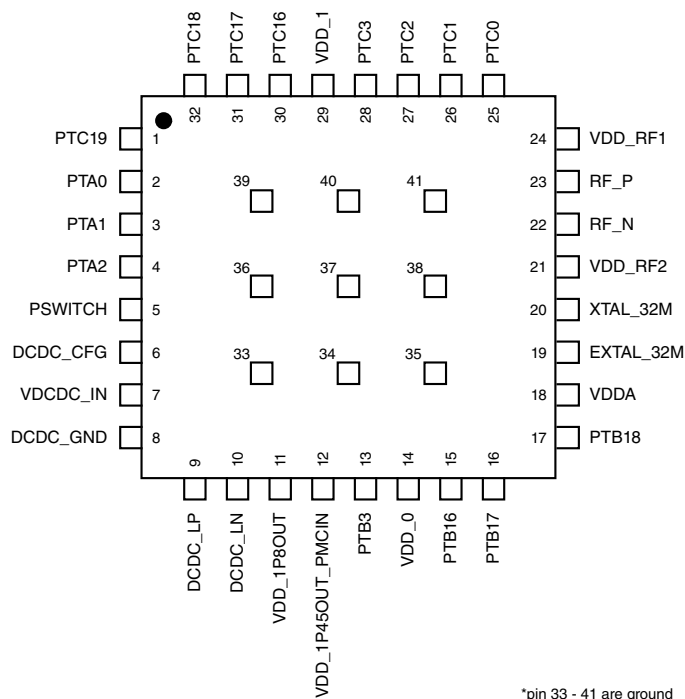 PTC18
PTC17
PTC16
VDD_1
PTC3
PTC2
PTC1
PTC0
32
31
30
29
28
27
26
25
PTC19 1
PTA0 2
PTA1 3
PTA2 4
PSWITCH 5
DCDC_CFG 6
VDCDC_IN 7
DCDC_GND 8
24 VDD_RF1
23 RF_P
22 RF_N
21 VDD_RF2
20 XTAL_32M
19 EXTAL_32M
18 VDDA
17 PTB18
39 40 41
36 37 38
33 34 35
9
10
11
12
13
14
15
16
DCDC_LP
DCDC_LN
VDD_1P8OUT
VDD_1P45OUT_PMCIN
PTB3
VDD_0
PTB16
PTB17
*pin 33 - 41 are ground